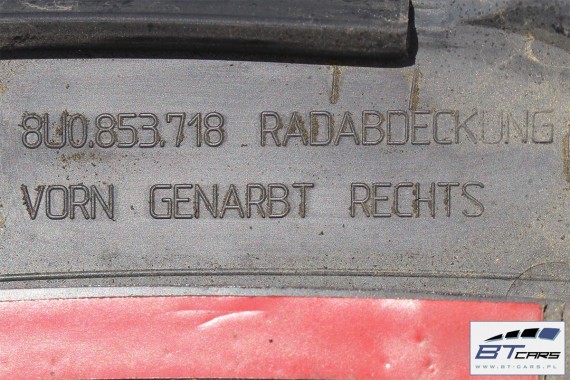 8U0.853.718 RADABDECKUNG
VORN GENARBT RECHTS
BT CARS
WWW.BT-CARS.PL